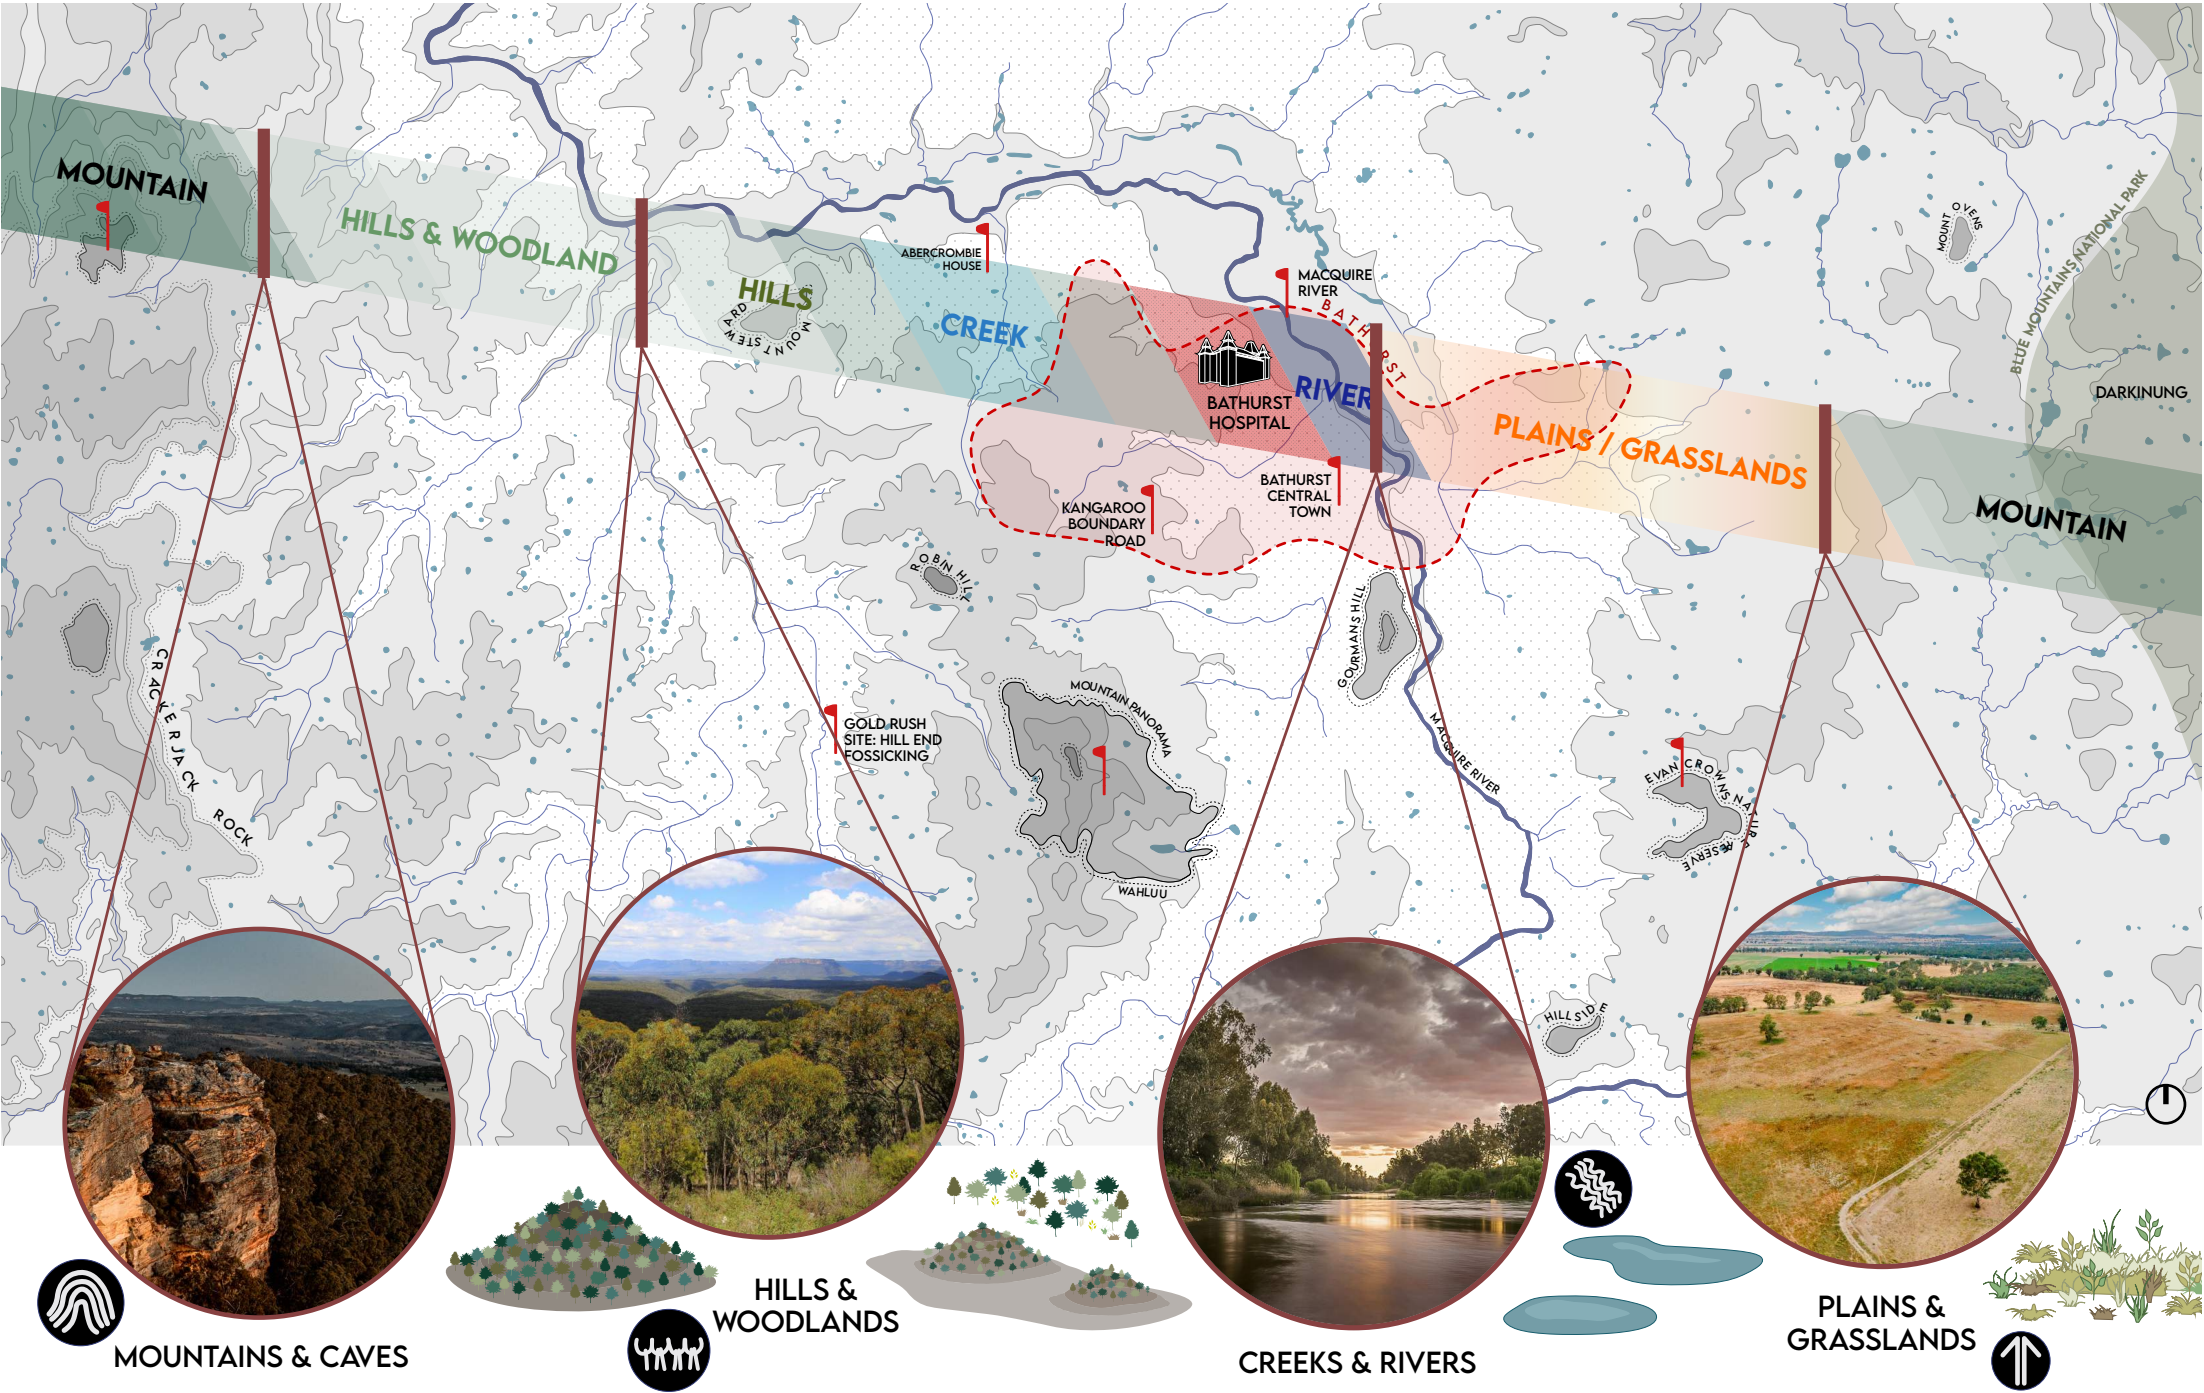 MOUNTAIN
HILLS & WOODLAND
HILLS
MOUNT STEWARD
ABERCROMBIE
HOUSE
CREEK
MACQUIRE
RIVER
BATHURST
BATHURST
HOSPITAL
RIVER
PLAINS / GRASSLANDS
MOUNT OVENS
BLUE MOUNTAINS NATIONAL PARK
DARKINUNG
MOUNTAIN
KANGAROO
BOUNDARY
ROAD
BATHURST
CENTRAL
TOWN
ROBIN HILL
GOURMANS HILL
CRACKERJACK ROCK
GOLD RUSH
SITE: HILL END
FOSSICKING
MOUNTAIN PANORAMA
WAHLUU
MACQUIRE RIVER
EVAN CROWNS NATUR
RESERVE
HILLSIDE
MOUNTAINS & CAVES
HILLS &
WOODLANDS
CREEKS & RIVERS
PLAINS &
GRASSLANDS